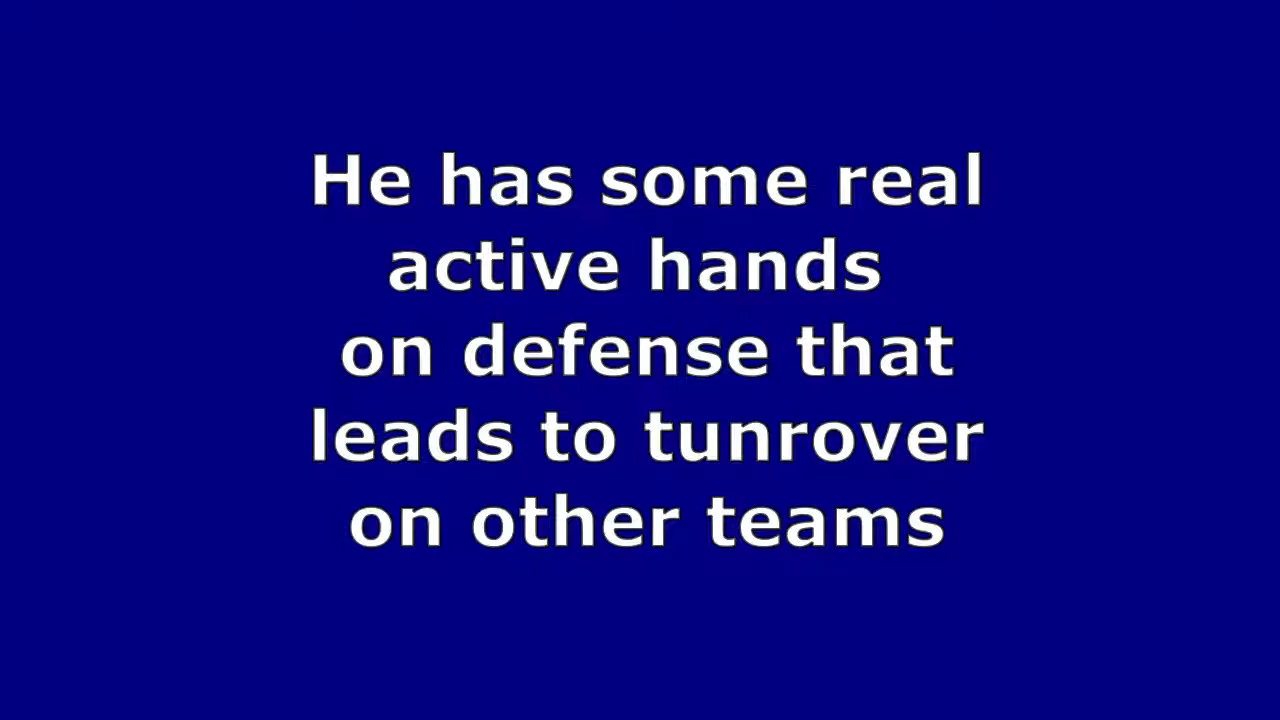 He has some real
active hands
on defense that
leads to tunrover
on other teams